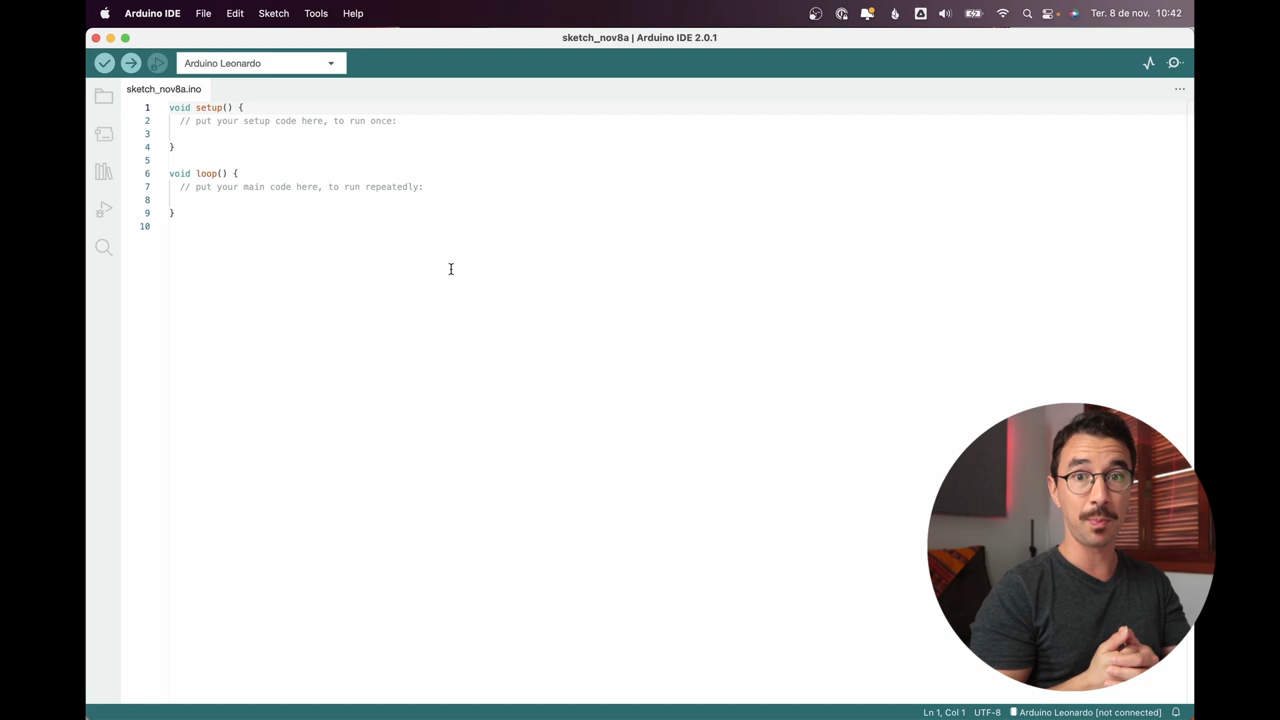 Arduino IDE File Edit Sketch Tools Help Ter. 8 de nov. 10:42
sketch_nov8a | Arduino IDE 2.0.1
Arduino Leonardo
sketch_nov8a.ino
1 void setup() {
2 // put your setup code here, to run once:
3
4 }
5
6 void loop() {
7 // put your main code here, to run repeatedly:
8
9 }
10
Ln 1, Col 1 UTF-8 Arduino Leonardo [not connected]